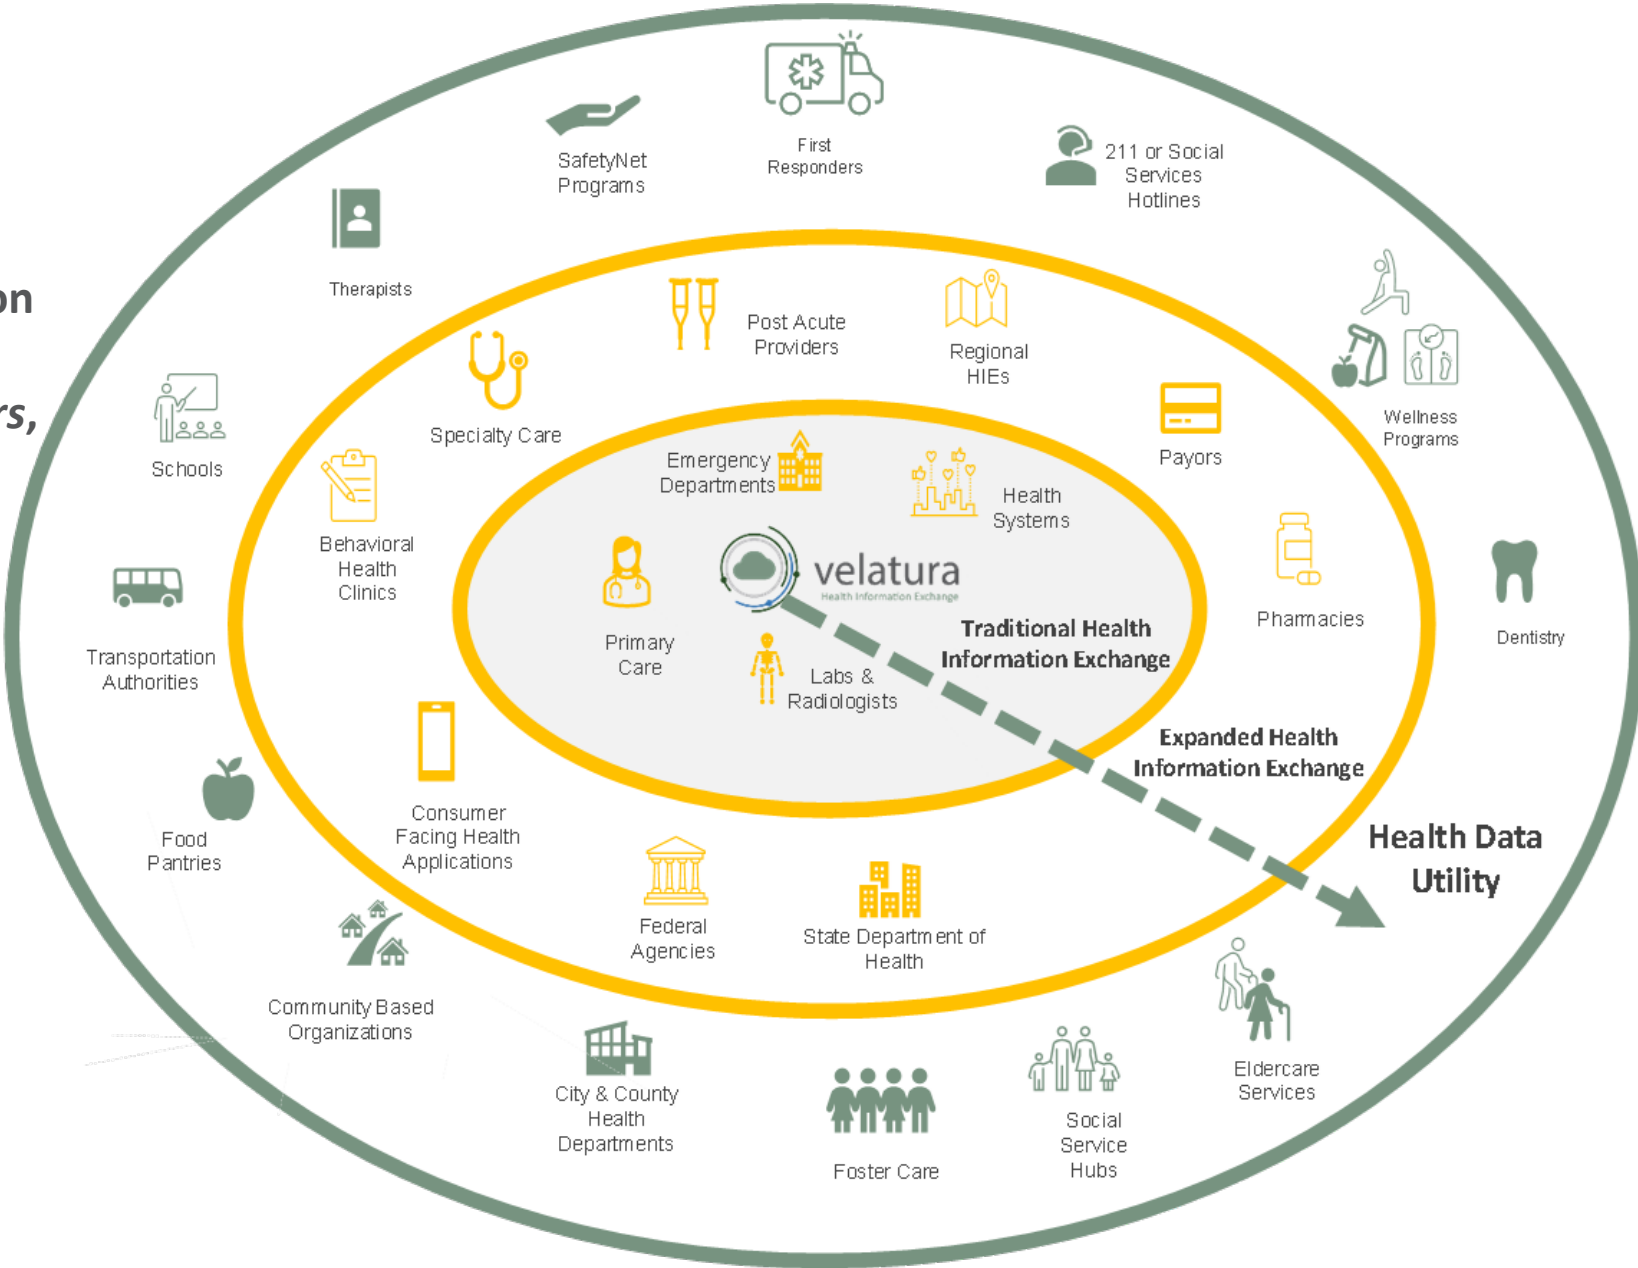 First
Responders
SafetyNet
Programs
211 or Social
Services
Hotlines
Therapists
on
rs,
Post Acute
Providers
Regional
HIEs
Specialty Care
Wellness
Programs
Payors
Schools
Emergency
Departments
Health
Systems
Behavioral
Health
Clinics
velatura
Health Information Exchange
Pharmacies
Dentistry
Primary
Care
Traditional Health
Information Exchange
Labs &
Radiologists
Transportation
Authorities
Expanded Health
Information Exchange
Consumer
Facing Health
Applications
Food
Pantries
Health Data
Utility
Federal
Agencies
State Department of
Health
Community Based
Organizations
City & County
Health
Departments
Foster Care
Social
Service
Hubs
Eldercare
Services